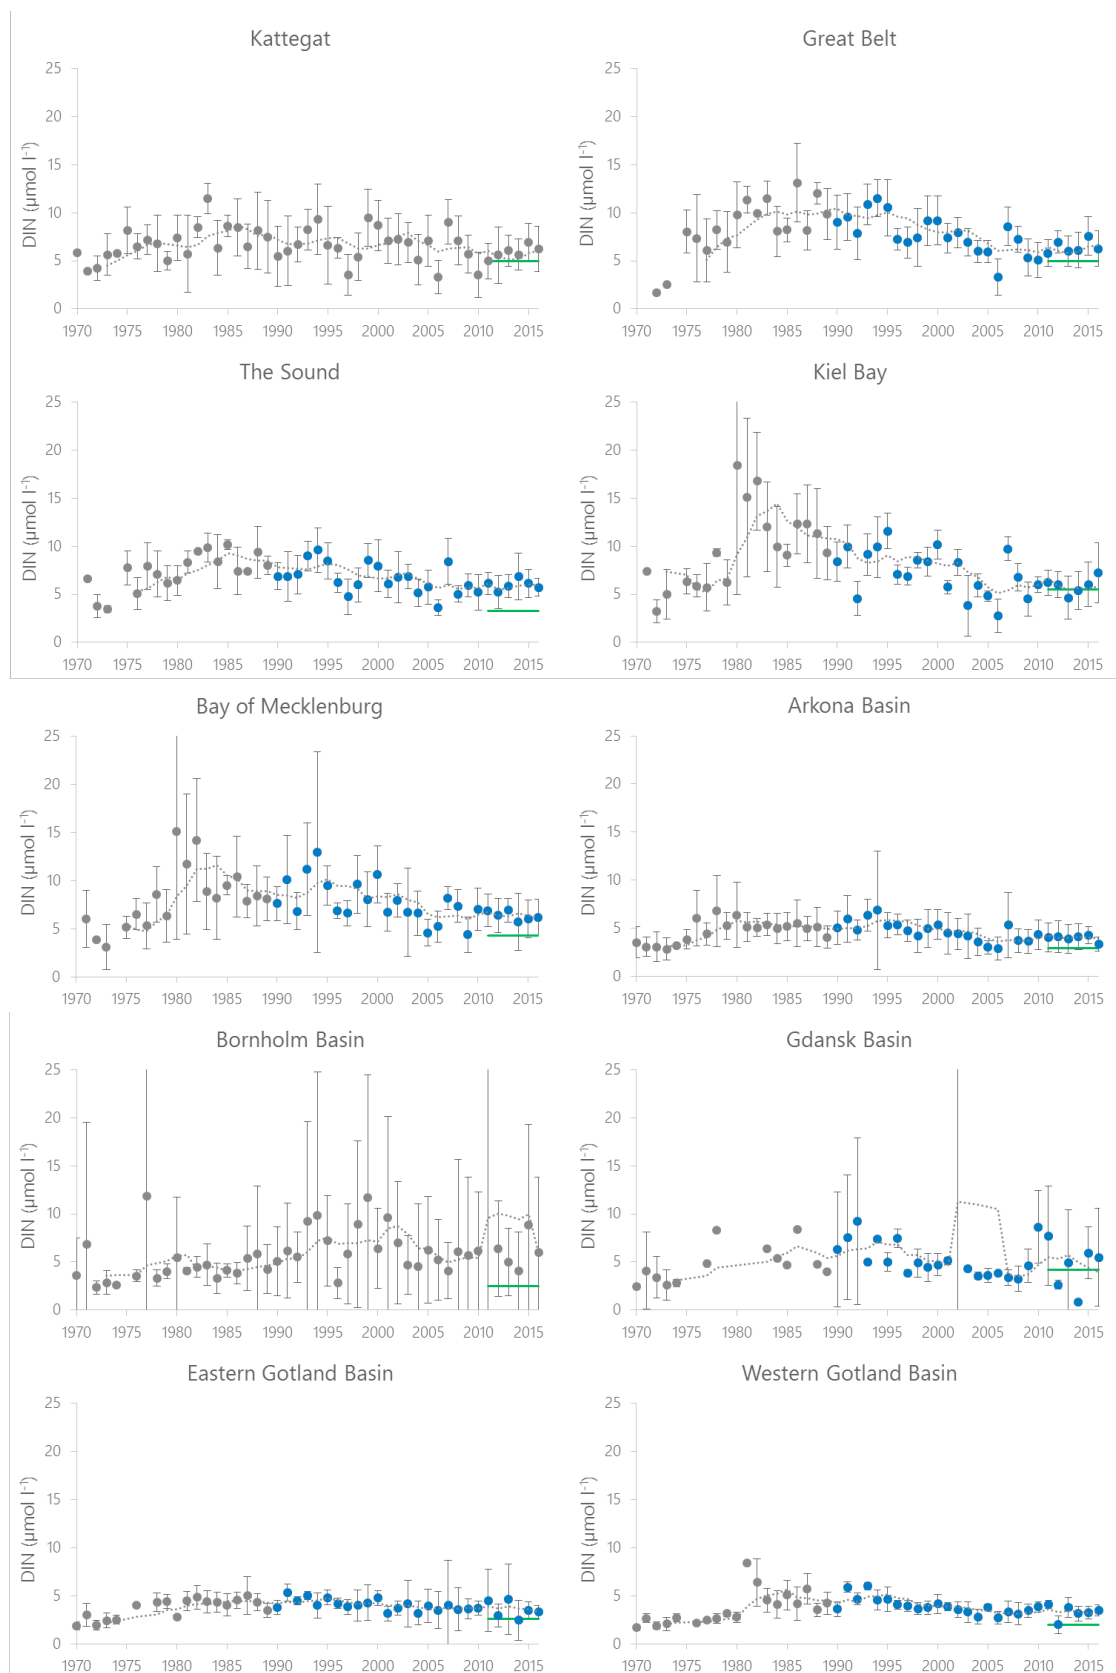 Kattegat
Great Belt
25
20
15
10
5
0
DIN (µmol l⁻¹)
1970 1975 1980 1985 1990 1995 2000 2005 2010 2015
25
20
15
10
5
0
DIN (µmol l⁻¹)
1970 1975 1980 1985 1990 1995 2000 2005 2010 2015
The Sound
Kiel Bay
25
20
15
10
5
0
DIN (µmol l⁻¹)
1970 1975 1980 1985 1990 1995 2000 2005 2010 2015
25
20
15
10
5
0
DIN (µmol l⁻¹)
1970 1975 1980 1985 1990 1995 2000 2005 2010 2015
Bay of Mecklenburg
Arkona Basin
25
20
15
10
5
0
DIN (µmol l⁻¹)
1970 1975 1980 1985 1990 1995 2000 2005 2010 2015
25
20
15
10
5
0
DIN (µmol l⁻¹)
1970 1975 1980 1985 1990 1995 2000 2005 2010 2015
Bornholm Basin
Gdansk Basin
25
20
15
10
5
0
DIN (µmol l⁻¹)
1970 1975 1980 1985 1990 1995 2000 2005 2010 2015
25
20
15
10
5
0
DIN (µmol l⁻¹)
1970 1975 1980 1985 1990 1995 2000 2005 2010 2015
Eastern Gotland Basin
Western Gotland Basin
25
20
15
10
5
0
DIN (µmol l⁻¹)
1970 1975 1980 1985 1990 1995 2000 2005 2010 2015
25
20
15
10
5
0
DIN (µmol l⁻¹)
1970 1975 1980 1985 1990 1995 2000 2005 2010 2015